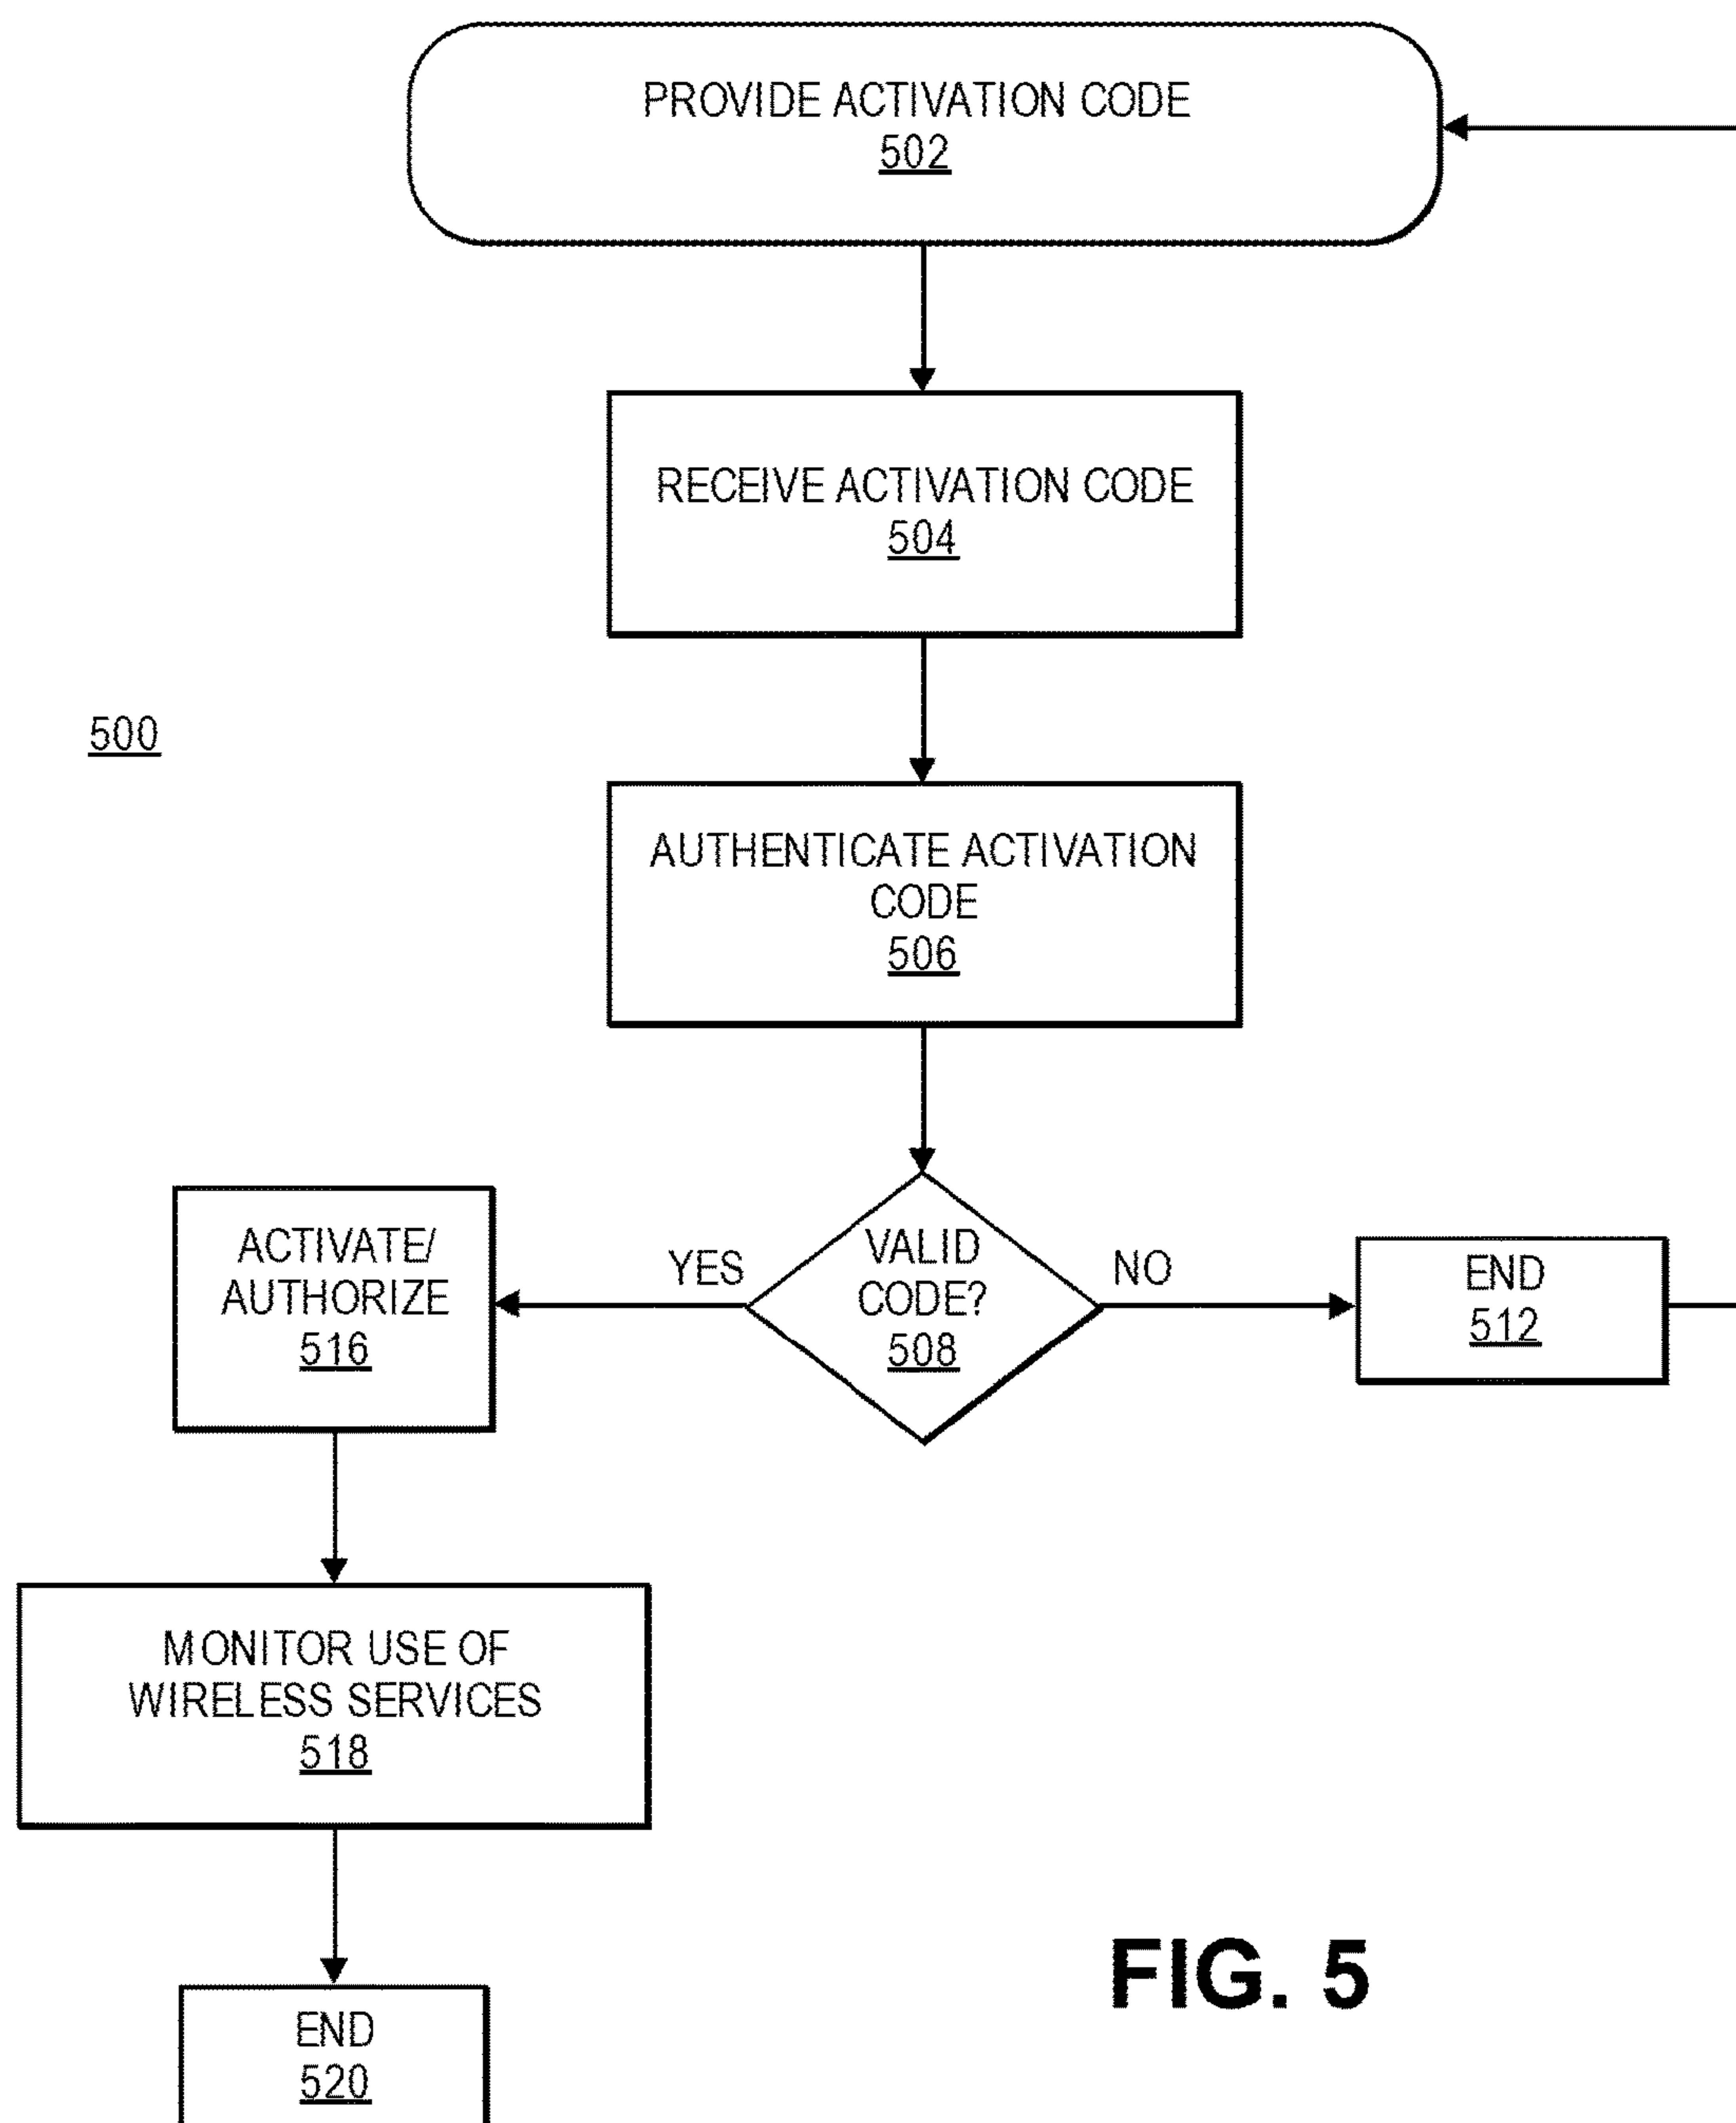 PROVIDE ACTIVATION CODE
502
RECEIVE ACTIVATION CODE
504
500
AUTHENTICATE ACTIVATION
CODE
506
ACTIVATE/
AUTHORIZE
516
YES
VALID
CODE?
508
NO
END
512
MONITOR USE OF
WIRELESS SERVICES
518
END
520
FIG. 5